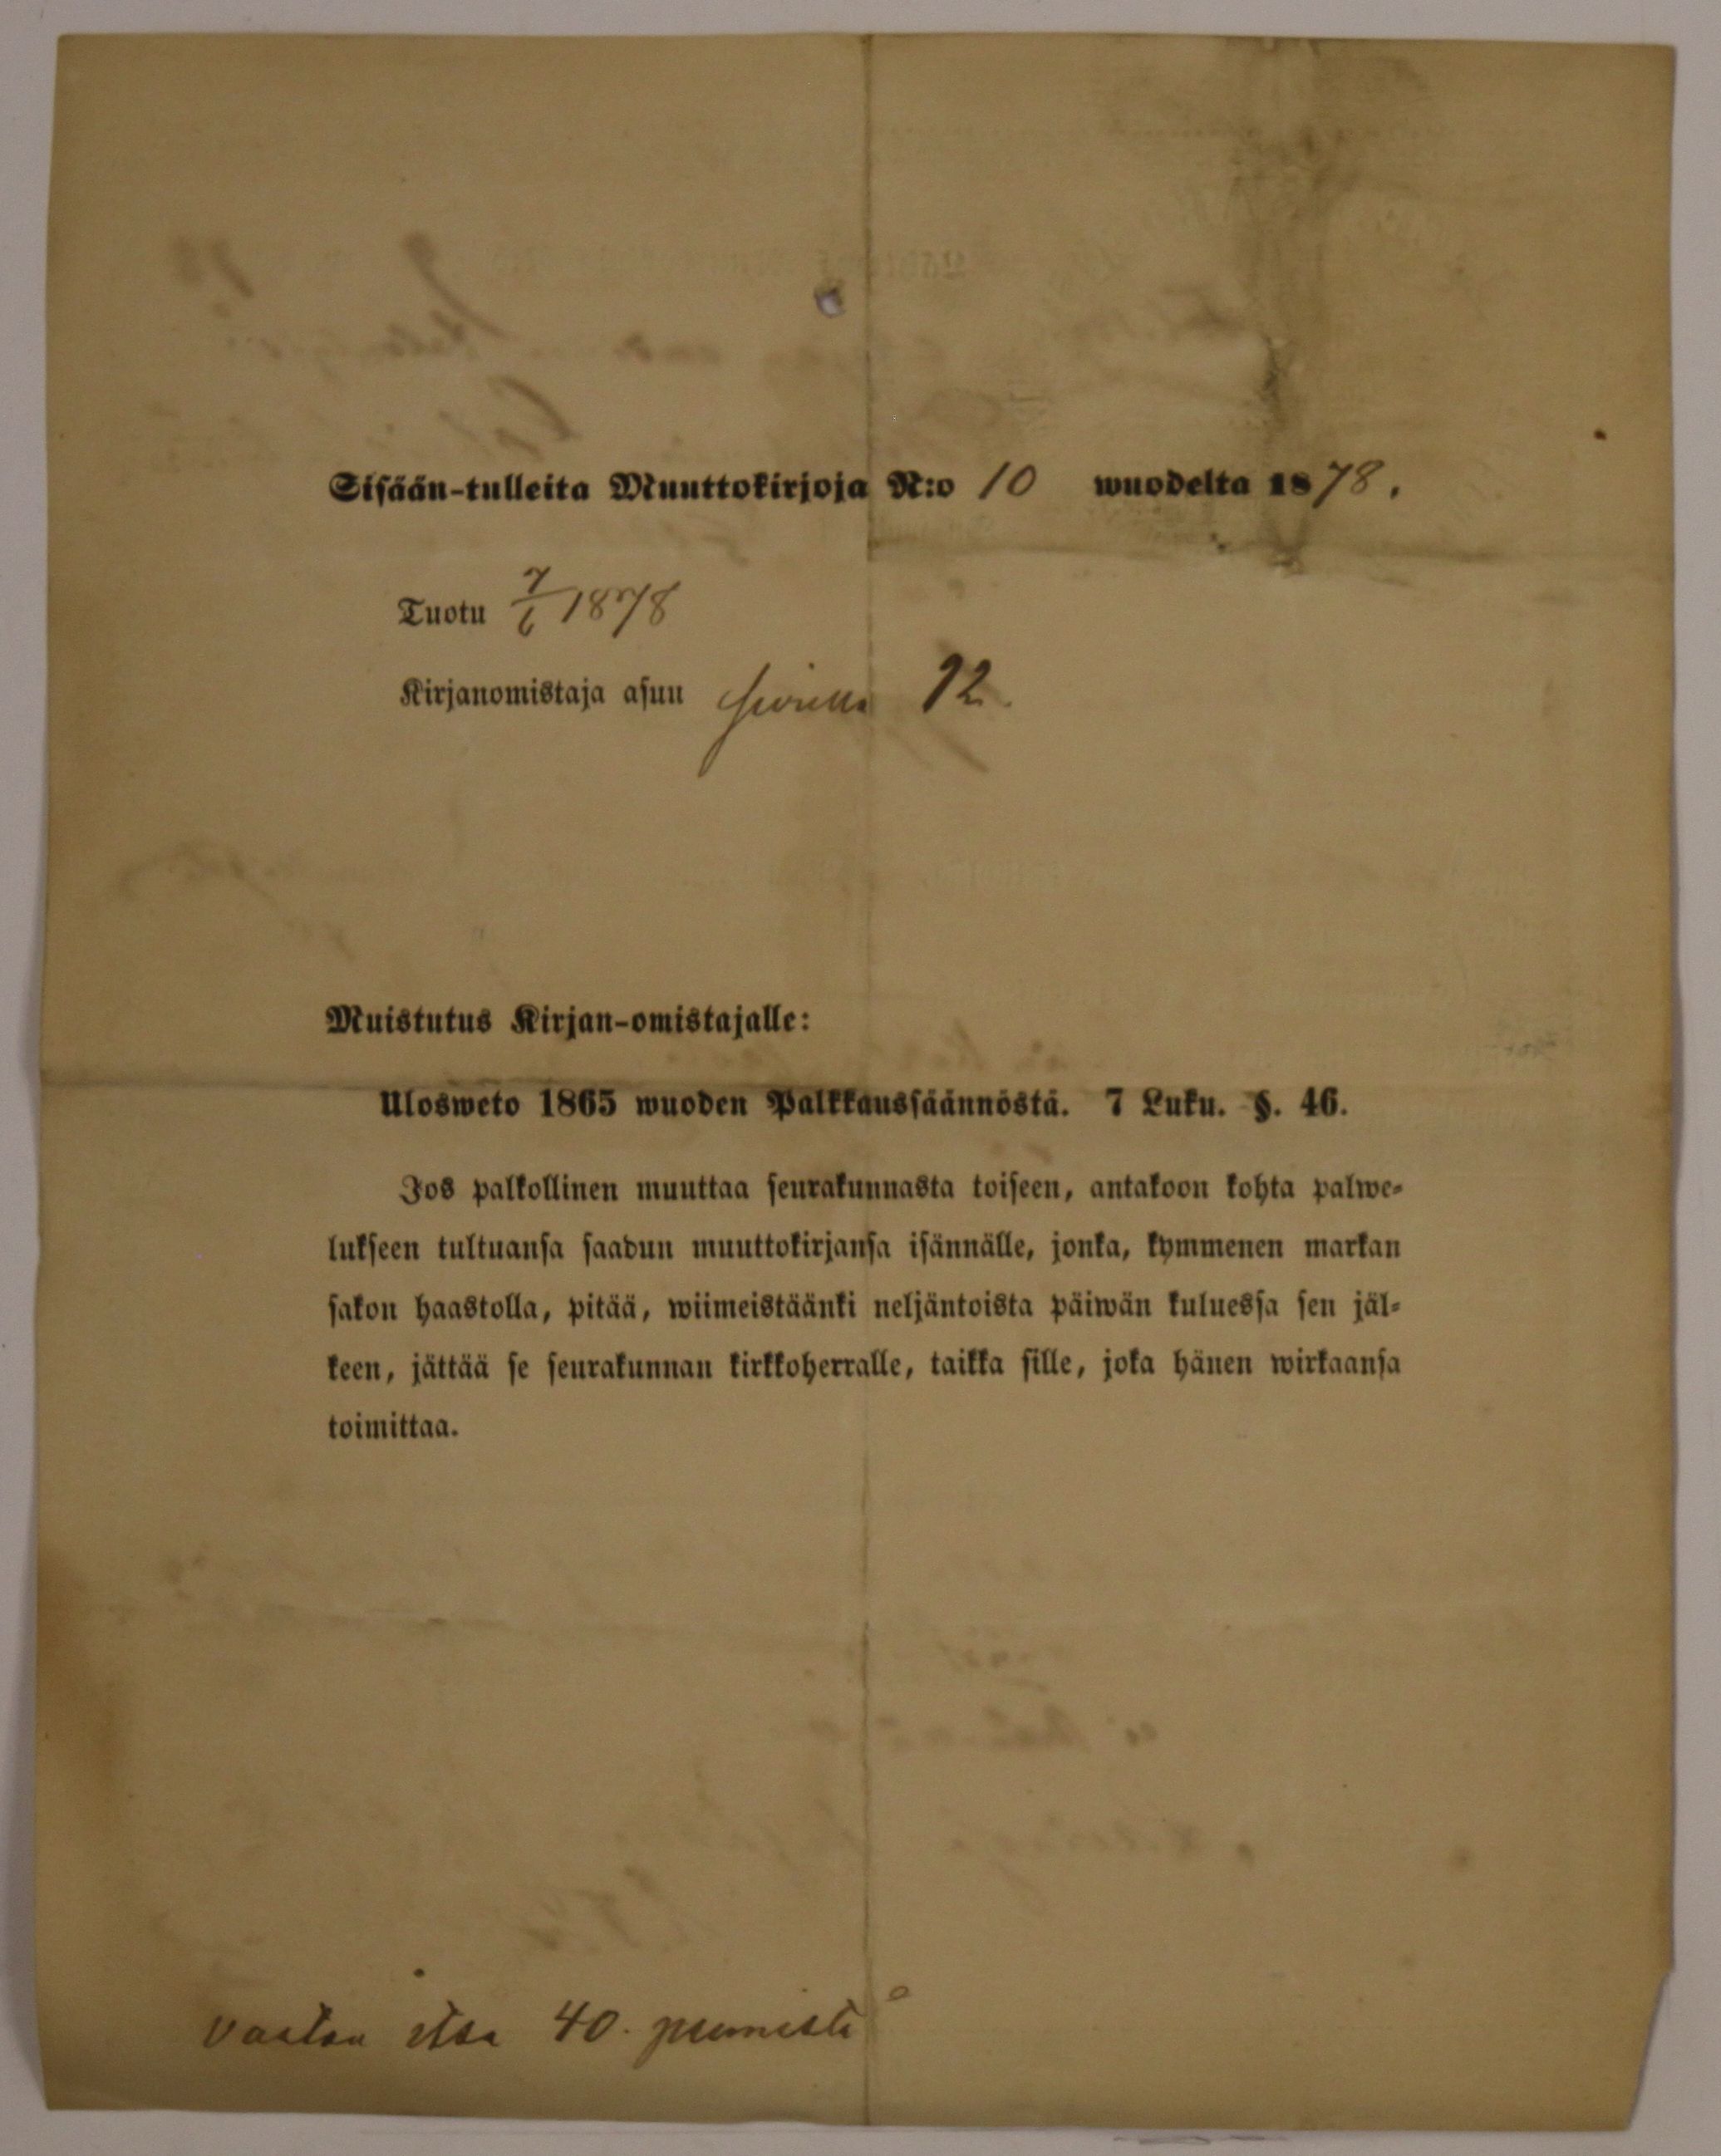 Sisään-tulleita Muuttokirjoja N:o 10 wuodelta 1878.
Tuotu 7/6 1878
Kirjanomistaja asuu sivulla 92.
Muistutus Kirjan-omistajalle:
Ulosweto 1865 wuoden Palkkaussäännöstä. 7 Luku. §. 46.
Jos palkollinen muuttaa seurakunnasta toiseen, antakoon kohta palwe-
lukseen tultuansa saadun muuttokirjansa isännälle, jonka, kymmenen markan
sakon haastolla, pitää, wiimeistäänki neljäntoista päiwän kuluessa sen jäl-
keen, jättää se seurakunnan kirkkoherralle, taikka sille, joka hänen wirkaansa
toimittaa.
vastaa 40.